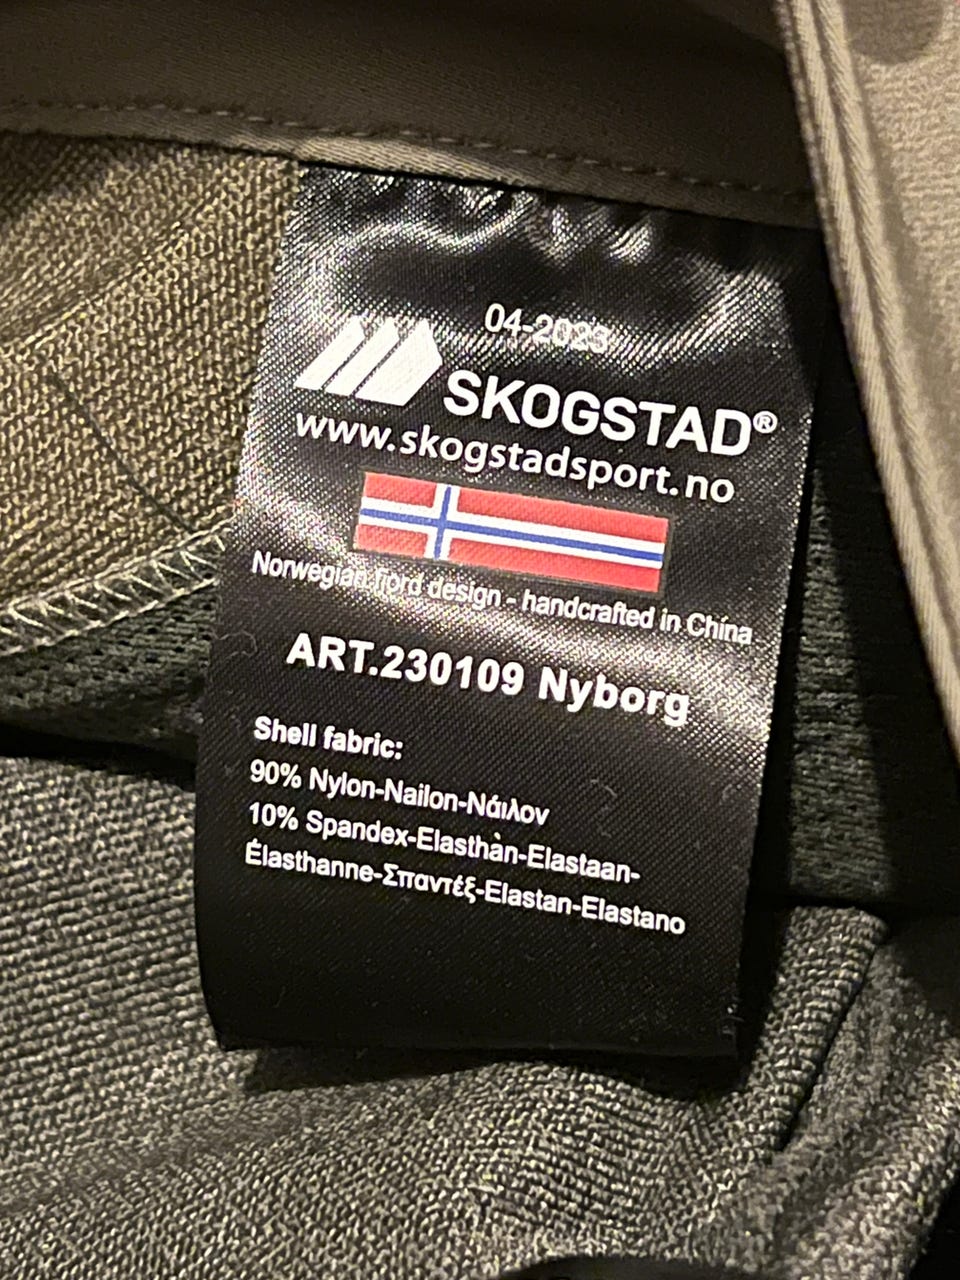 04-2023
SKOGSTAD®
www.skogstadsport.no
Norwegian fjord design - handcrafted in China
ART.230109 Nyborg
Shell fabric:
90% Nylon-Nailon-Νάιλον
10% Spandex-Elasthàn-Elastaan-
Élasthanne-Σπαντέξ-Elastan-Elastano